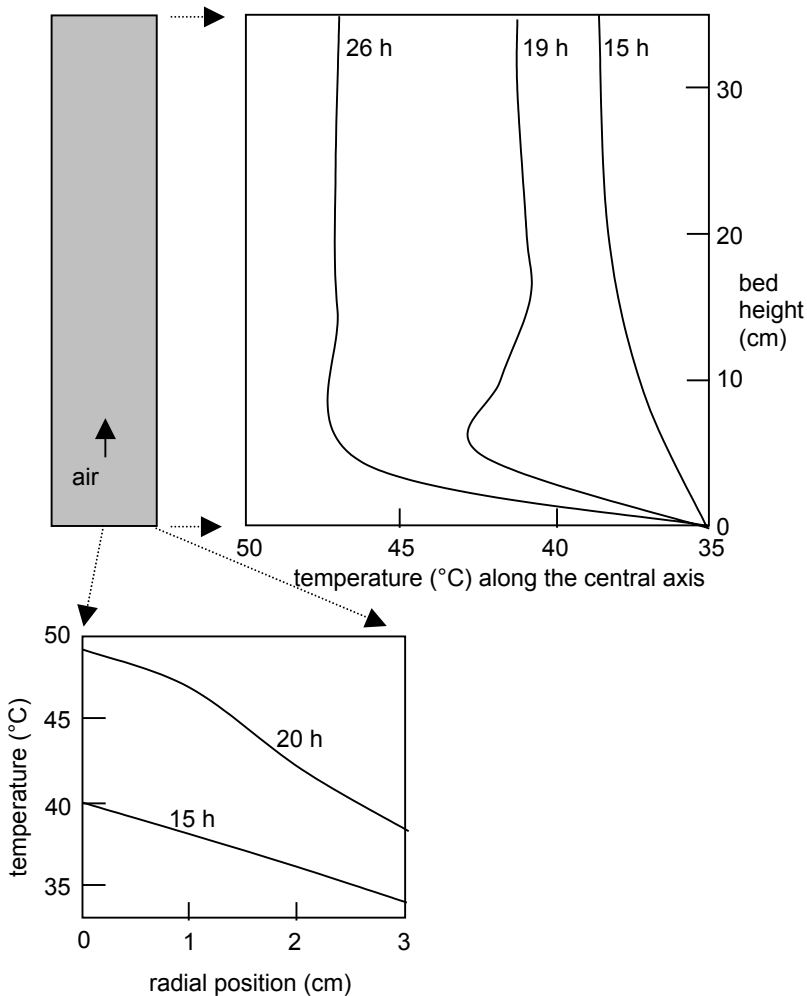 26 h
19 h
15 h
30
20
bed
height
(cm)
10
air
0
50
45
40
35
temperature (°C) along the central axis
50
45
40
35
temperature (°C)
20 h
15 h
0
1
2
3
radial position (cm)